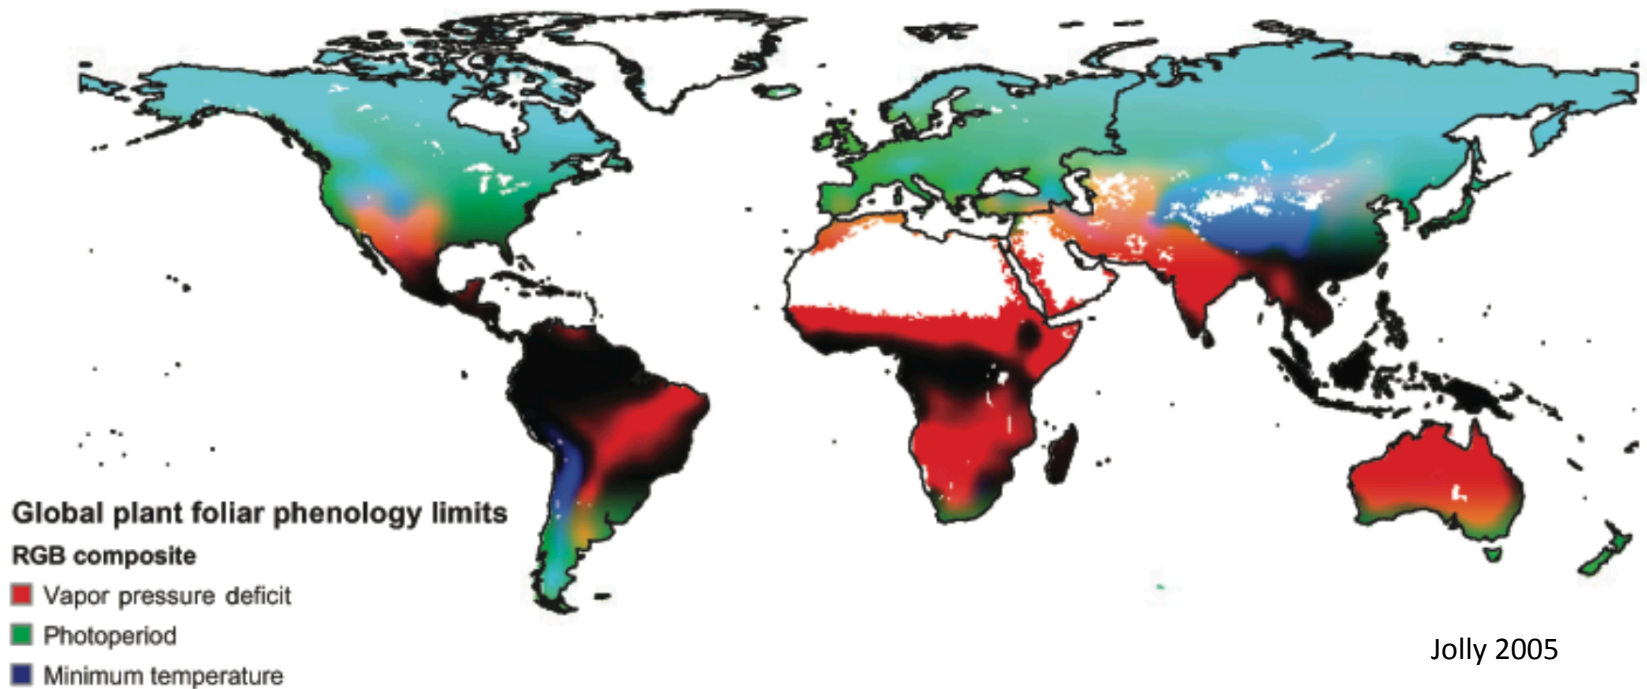 Global plant foliar phenology limits
RGB composite
Vapor pressure deficit
Photoperiod
Minimum temperature
Jolly 2005